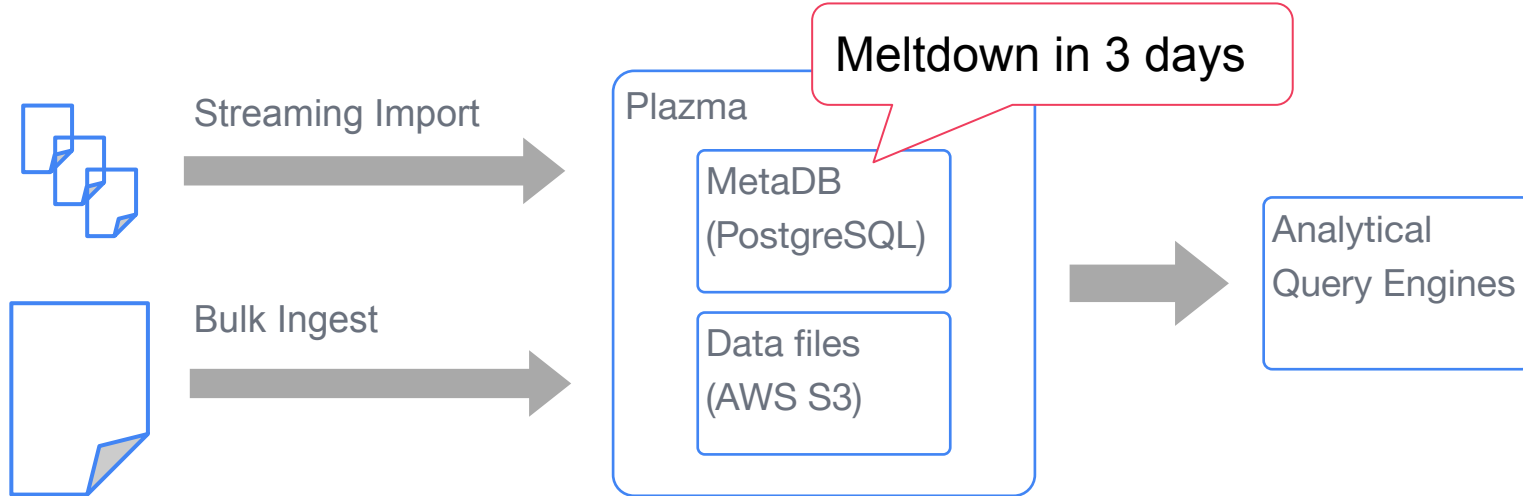 Meltdown in 3 days
Streaming Import
Plazma
MetaDB
(PostgreSQL)
Analytical
Query Engines
Bulk Ingest
Data files
(AWS S3)